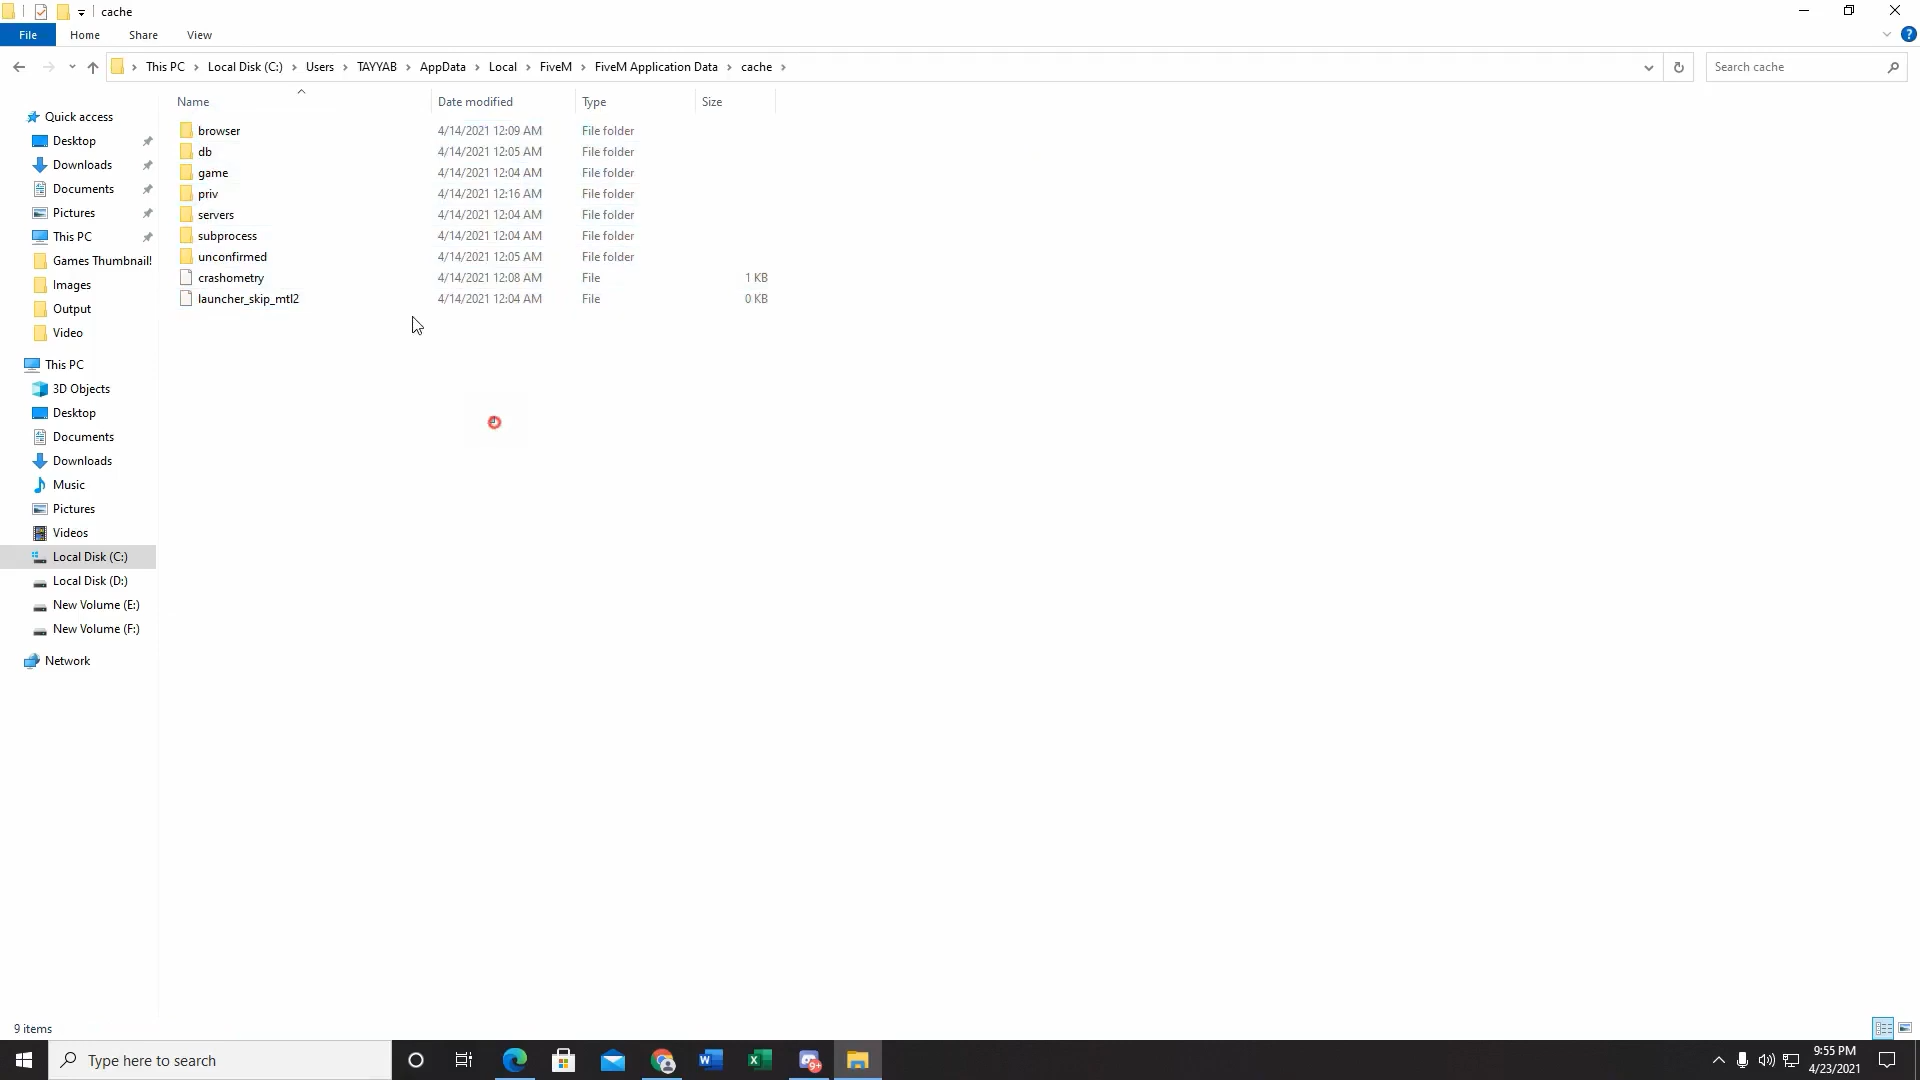 cache
File Home Share View
This PC Local Disk (C:) Users TAYYAB AppData Local FiveM FiveM Application Data cache
Search cache
Name Date modified Type Size
browser 4/14/2021 12:09 AM File folder
db 4/14/2021 12:05 AM File folder
game 4/14/2021 12:04 AM File folder
priv 4/14/2021 12:16 AM File folder
servers 4/14/2021 12:04 AM File folder
subprocess 4/14/2021 12:04 AM File folder
unconfirmed 4/14/2021 12:05 AM File folder
crashometry 4/14/2021 12:08 AM File 1 KB
launcher_skip_mtl2 4/14/2021 12:04 AM File 0 KB
Quick access
Desktop
Downloads
Documents
Pictures
This PC
Games Thumbnail!
Images
Output
Video
This PC
3D Objects
Desktop
Documents
Downloads
Music
Pictures
Videos
Local Disk (C:)
Local Disk (D:)
New Volume (E:)
New Volume (F:)
Network
9 items
Type here to search
9+
9:55 PM
4/23/2021